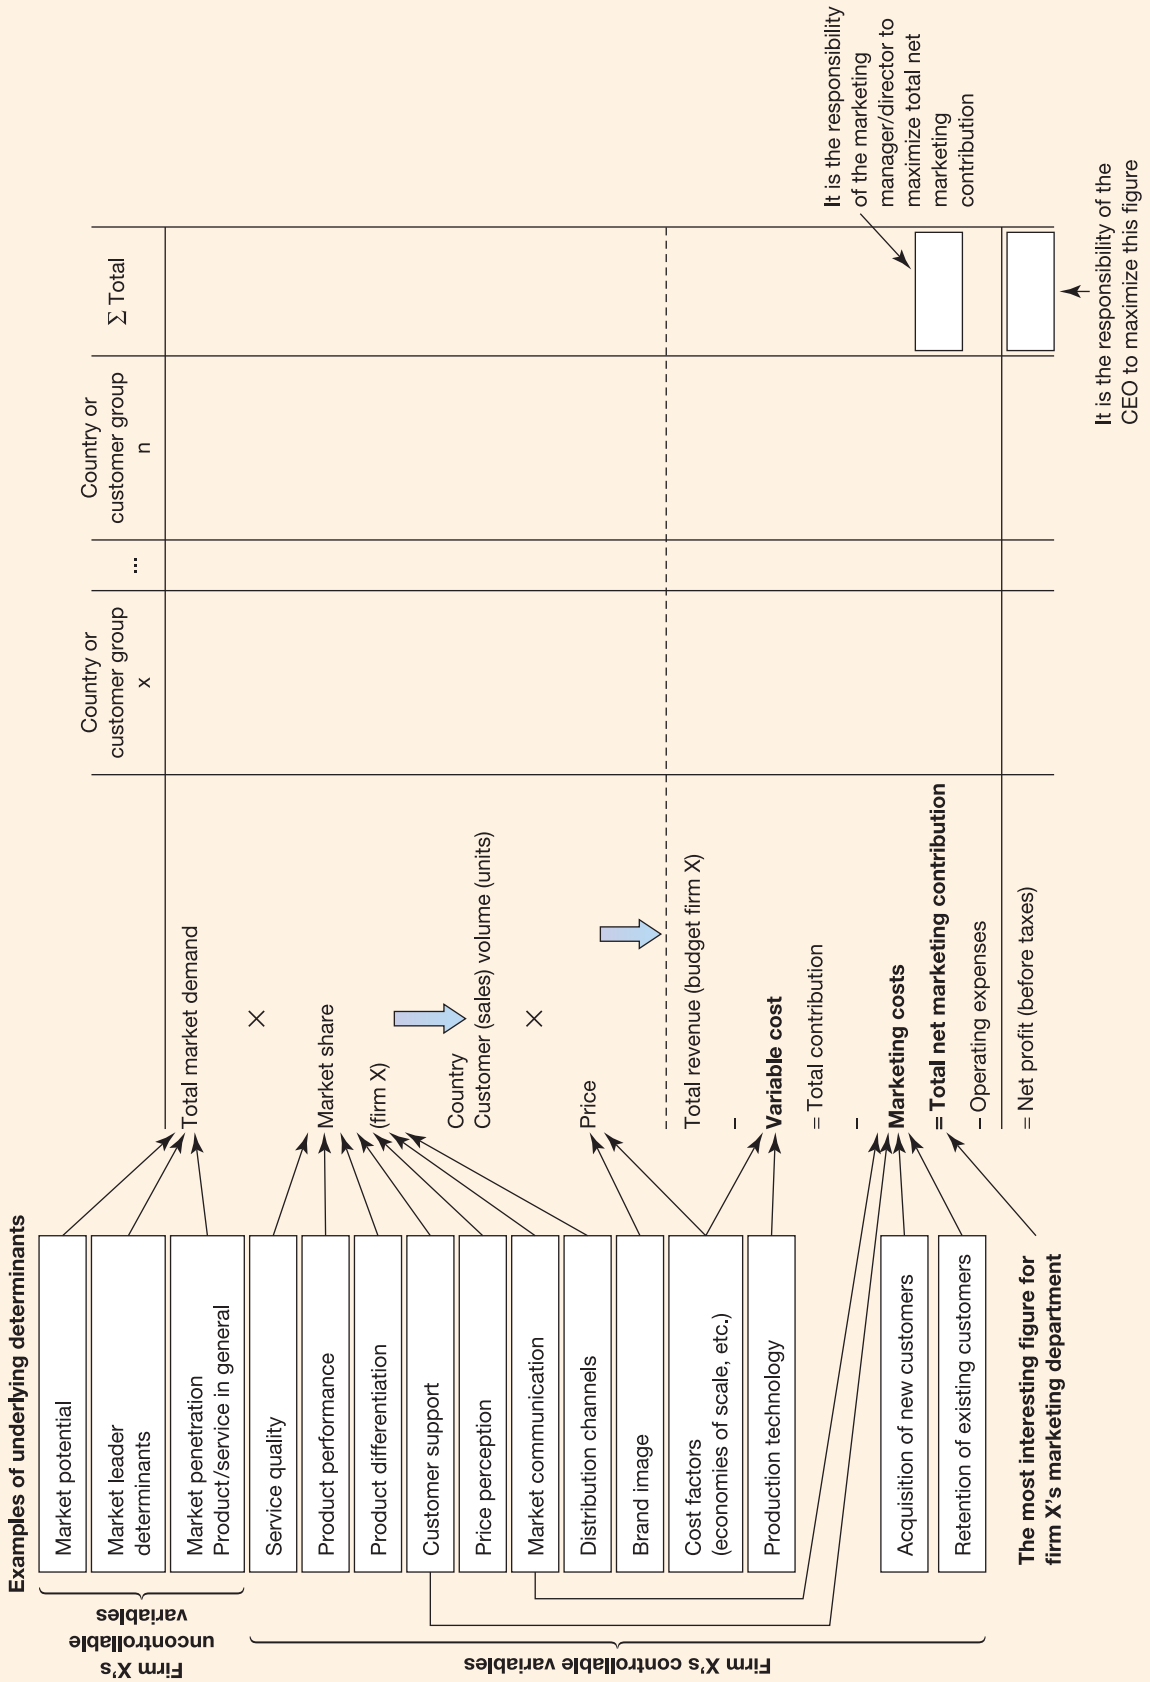 Examples of underlying determinants
Firm X's
uncontrollable
variables
Market potential
Market leader
determinants
Market penetration
Product/service in general
Firm X's controllable variables
Service quality
Product performance
Product differentiation
Customer support
Price perception
Market communication
Distribution channels
Brand image
Cost factors
(economies of scale, etc.)
Production technology
Acquisition of new customers
Retention of existing customers
The most interesting figure for
firm X's marketing department
Total market demand
×
Market share
(firm X)
Country
Customer (sales) volume (units)
×
Price
Total revenue (budget firm X)
–
Variable cost
= Total contribution
–
Marketing costs
= Total net marketing contribution
– Operating expenses
= Net profit (before taxes)
Country or
customer group
x
...
Country or
customer group
n
Σ Total
It is the responsibility
of the marketing
manager/director to
maximize total net
marketing
contribution
It is the responsibility of the
CEO to maximize this figure